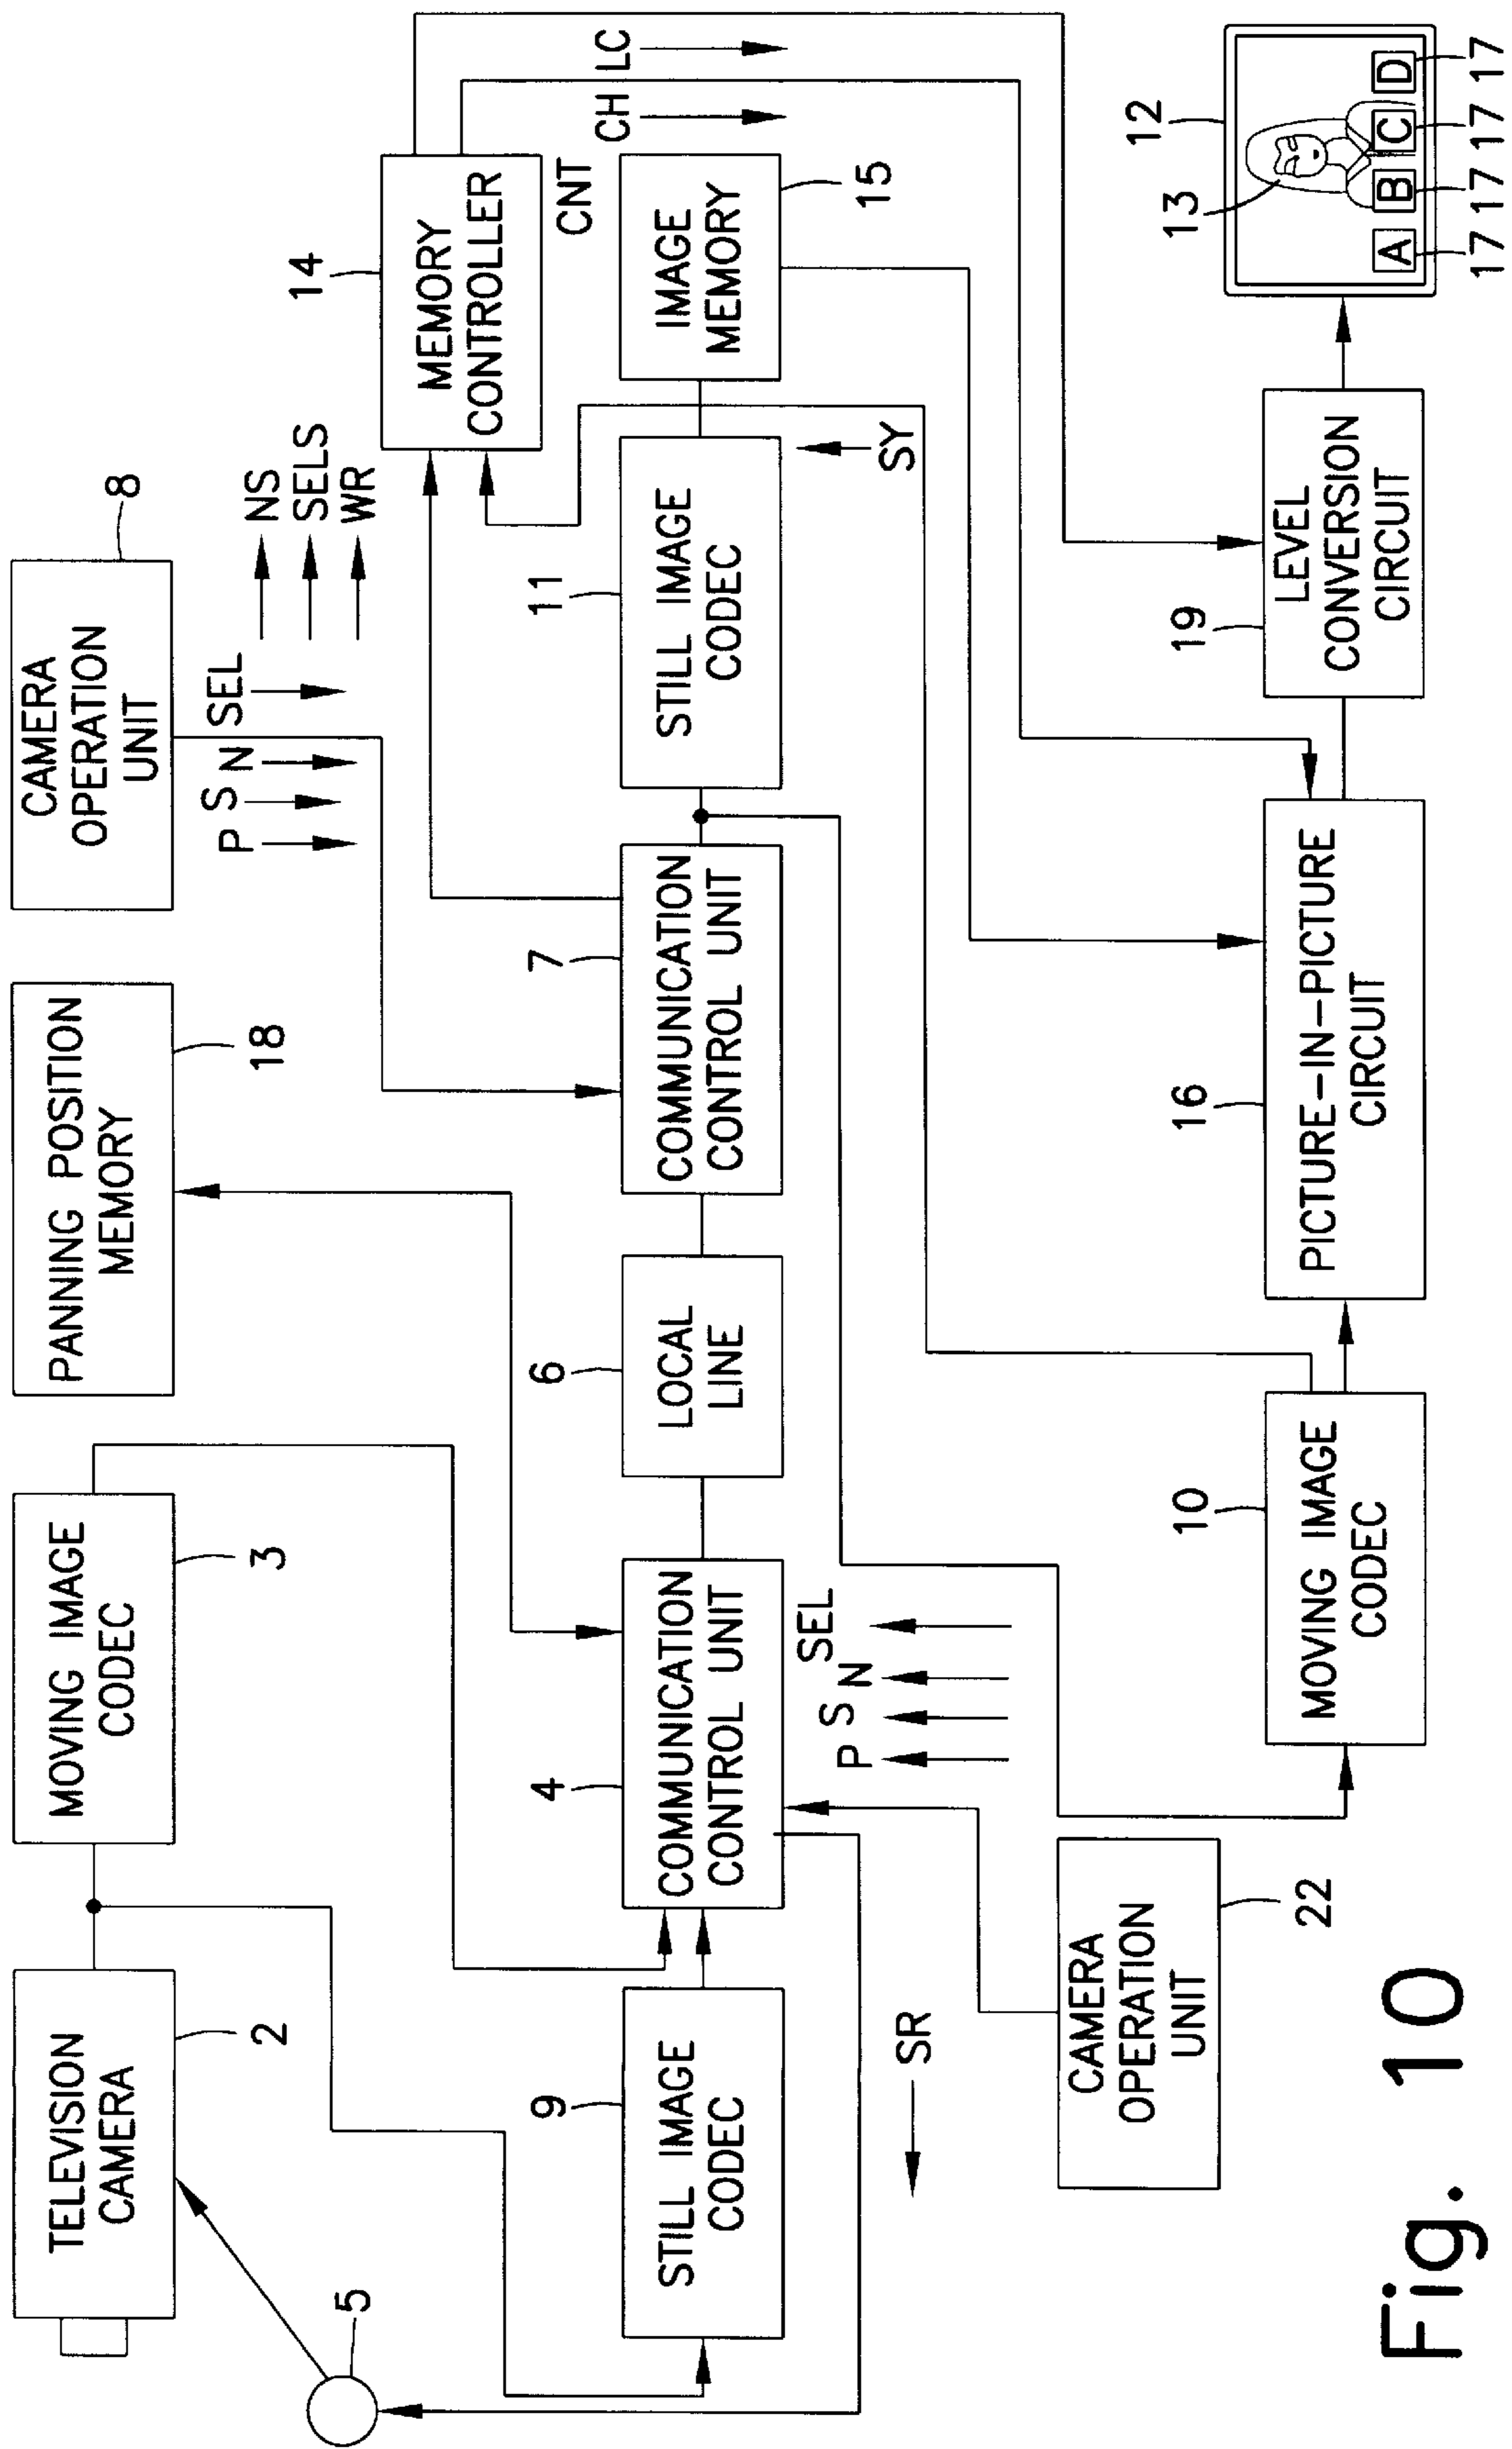 TELEVISION
CAMERA
2
MOVING IMAGE
CODEC
3
PANNING POSITION
MEMORY
18
CAMERA
OPERATION
UNIT
8
5
P
S
N
SEL
NS
SELS
WR
14
MEMORY
CONTROLLER
CNT
CH
LC
9
STILL IMAGE
CODEC
4
COMMUNICATION
CONTROL UNIT
6
LOCAL
LINE
7
COMMUNICATION
CONTROL UNIT
11
STILL IMAGE
CODEC
IMAGE
MEMORY
15
SR
P
S
N
SEL
SY
CAMERA
OPERATION
UNIT
22
10
MOVING IMAGE
CODEC
16
PICTURE-IN-PICTURE
CIRCUIT
19
LEVEL
CONVERSION
CIRCUIT
13
12
A
B
C
D
17
17
17
17
Fig. 10